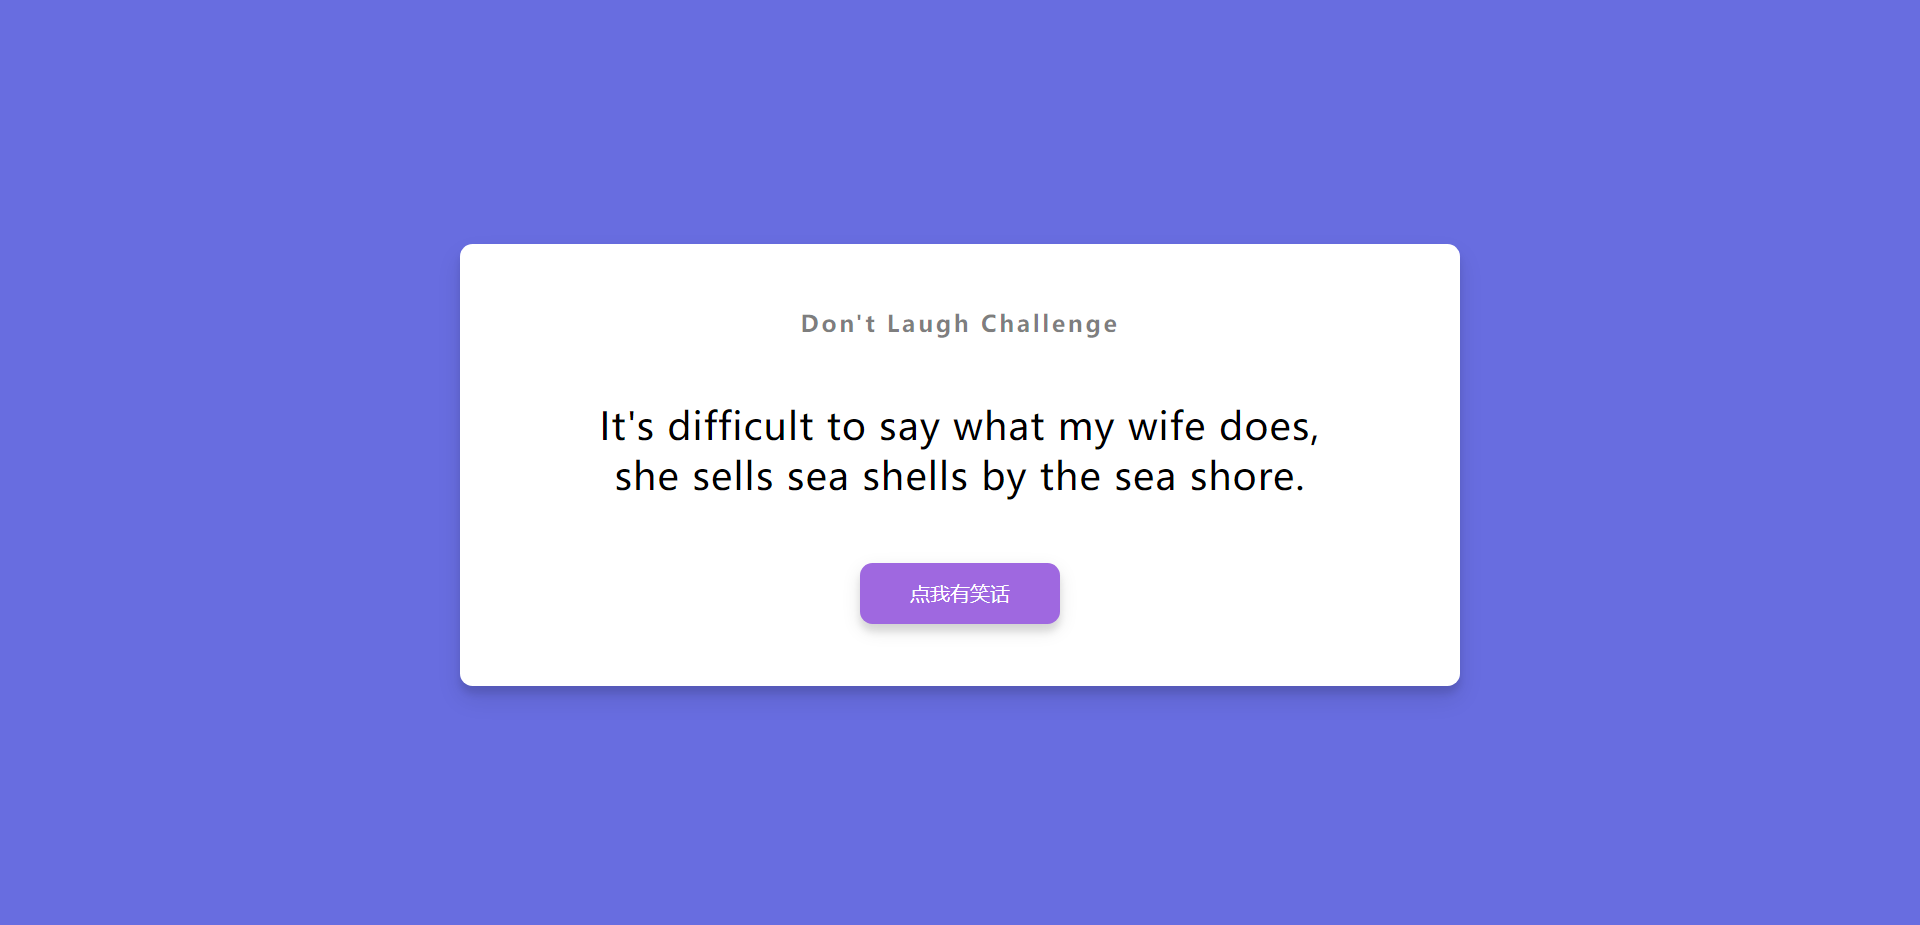 Don't Laugh Challenge
It's difficult to say what my wife does,
she sells sea shells by the sea shore.
点我有笑话